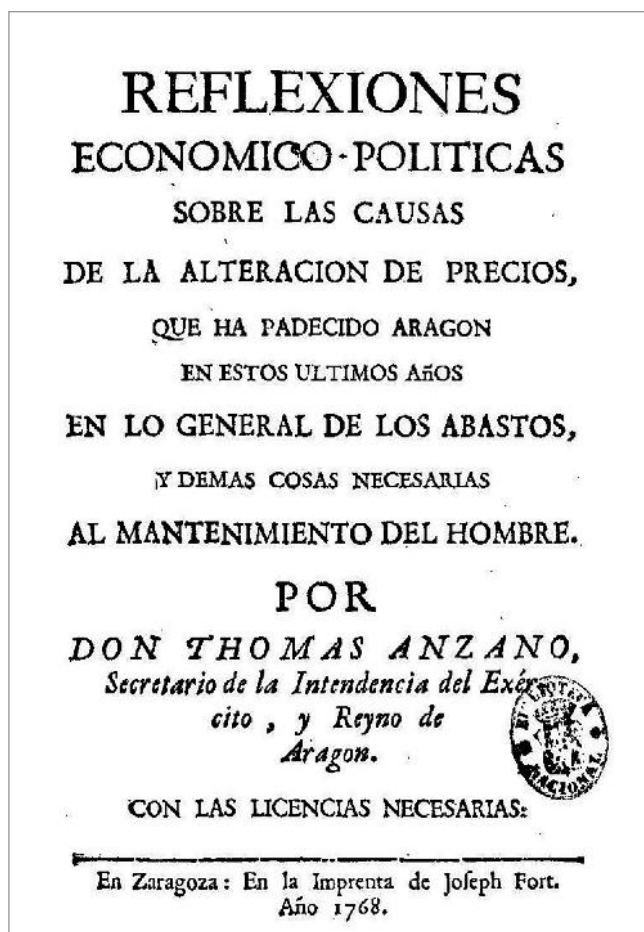 REFLEXIONES
ECONOMICO-POLITICAS
SOBRE LAS CAUSAS
DE LA ALTERACION DE PRECIOS,
QUE HA PADECIDO ARAGON
EN ESTOS ULTIMOS AñOS
EN LO GENERAL DE LOS ABASTOS,
Y DEMAS COSAS NECESARIAS
AL MANTENIMIENTO DEL HOMBRE.
POR
DON THOMAS ANZANO,
Secretario de la Intendencia del Exér-
cito, y Reyno de
Aragon.
BIBLIOTECA NACIONAL
CON LAS LICENCIAS NECESARIAS:
En Zaragoza: En la Imprenta de Joseph Fort.
Año 1768.